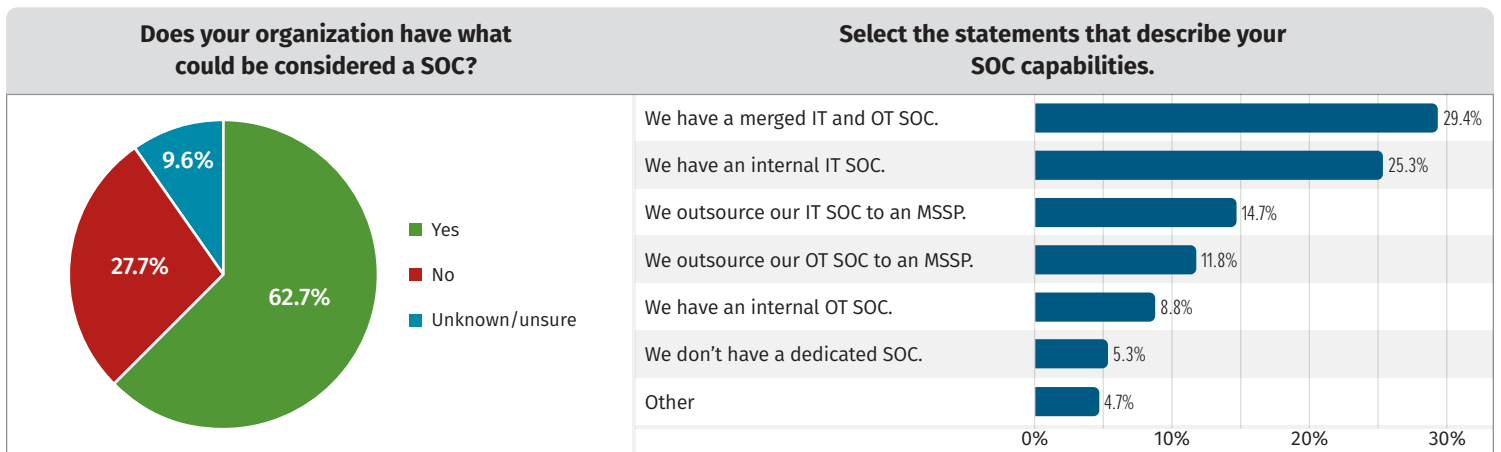 Does your organization have what
could be considered a SOC?
9.6%
27.7%
62.7%
Yes
No
Unknown/unsure
Select the statements that describe your
SOC capabilities.
We have a merged IT and OT SOC. 29.4%
We have an internal IT SOC. 25.3%
We outsource our IT SOC to an MSSP. 14.7%
We outsource our OT SOC to an MSSP. 11.8%
We have an internal OT SOC. 8.8%
We don’t have a dedicated SOC. 5.3%
Other 4.7%
0% 10% 20% 30%